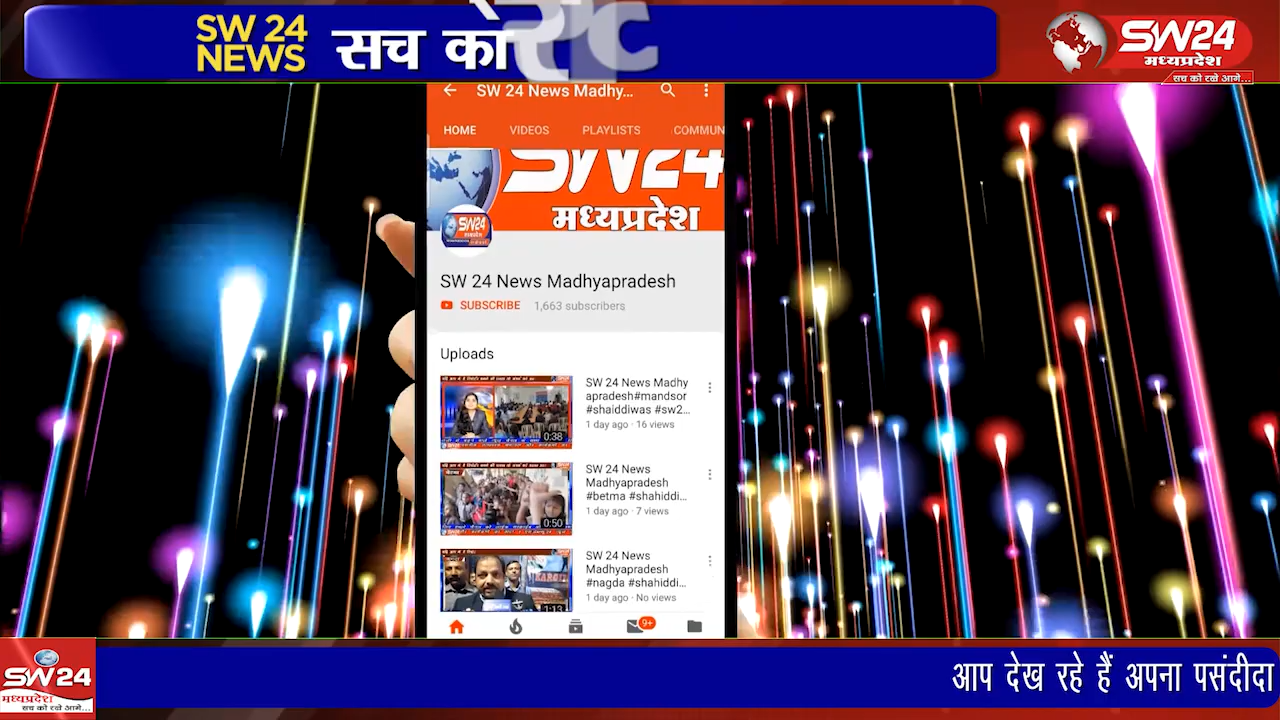 SW 24
NEWS
सच को
SW24
मध्यप्रदेश
सच को रखे आगे...
SW 24 News Madhy...
HOME
VIDEOS
PLAYLISTS
COMMUN
SW24
मध्यप्रदेश
SW24
SW 24 News Madhyapradesh
SUBSCRIBE
1,663 subscribers
Uploads
SW 24 News Madhy
apradesh#mandsor
#shaiddiwas #sw2...
1 day ago · 16 views
0:38
SW 24 News
Madhyapradesh
#betma #shahiddi...
1 day ago · 7 views
0:50
SW 24 News
Madhyapradesh
#nagda #shahiddi...
1 day ago · No views
1:13
9+
SW24
मध्यप्रदेश
सच को रखे आगे...
आप देख रहे हैं अपना पसंदीदा